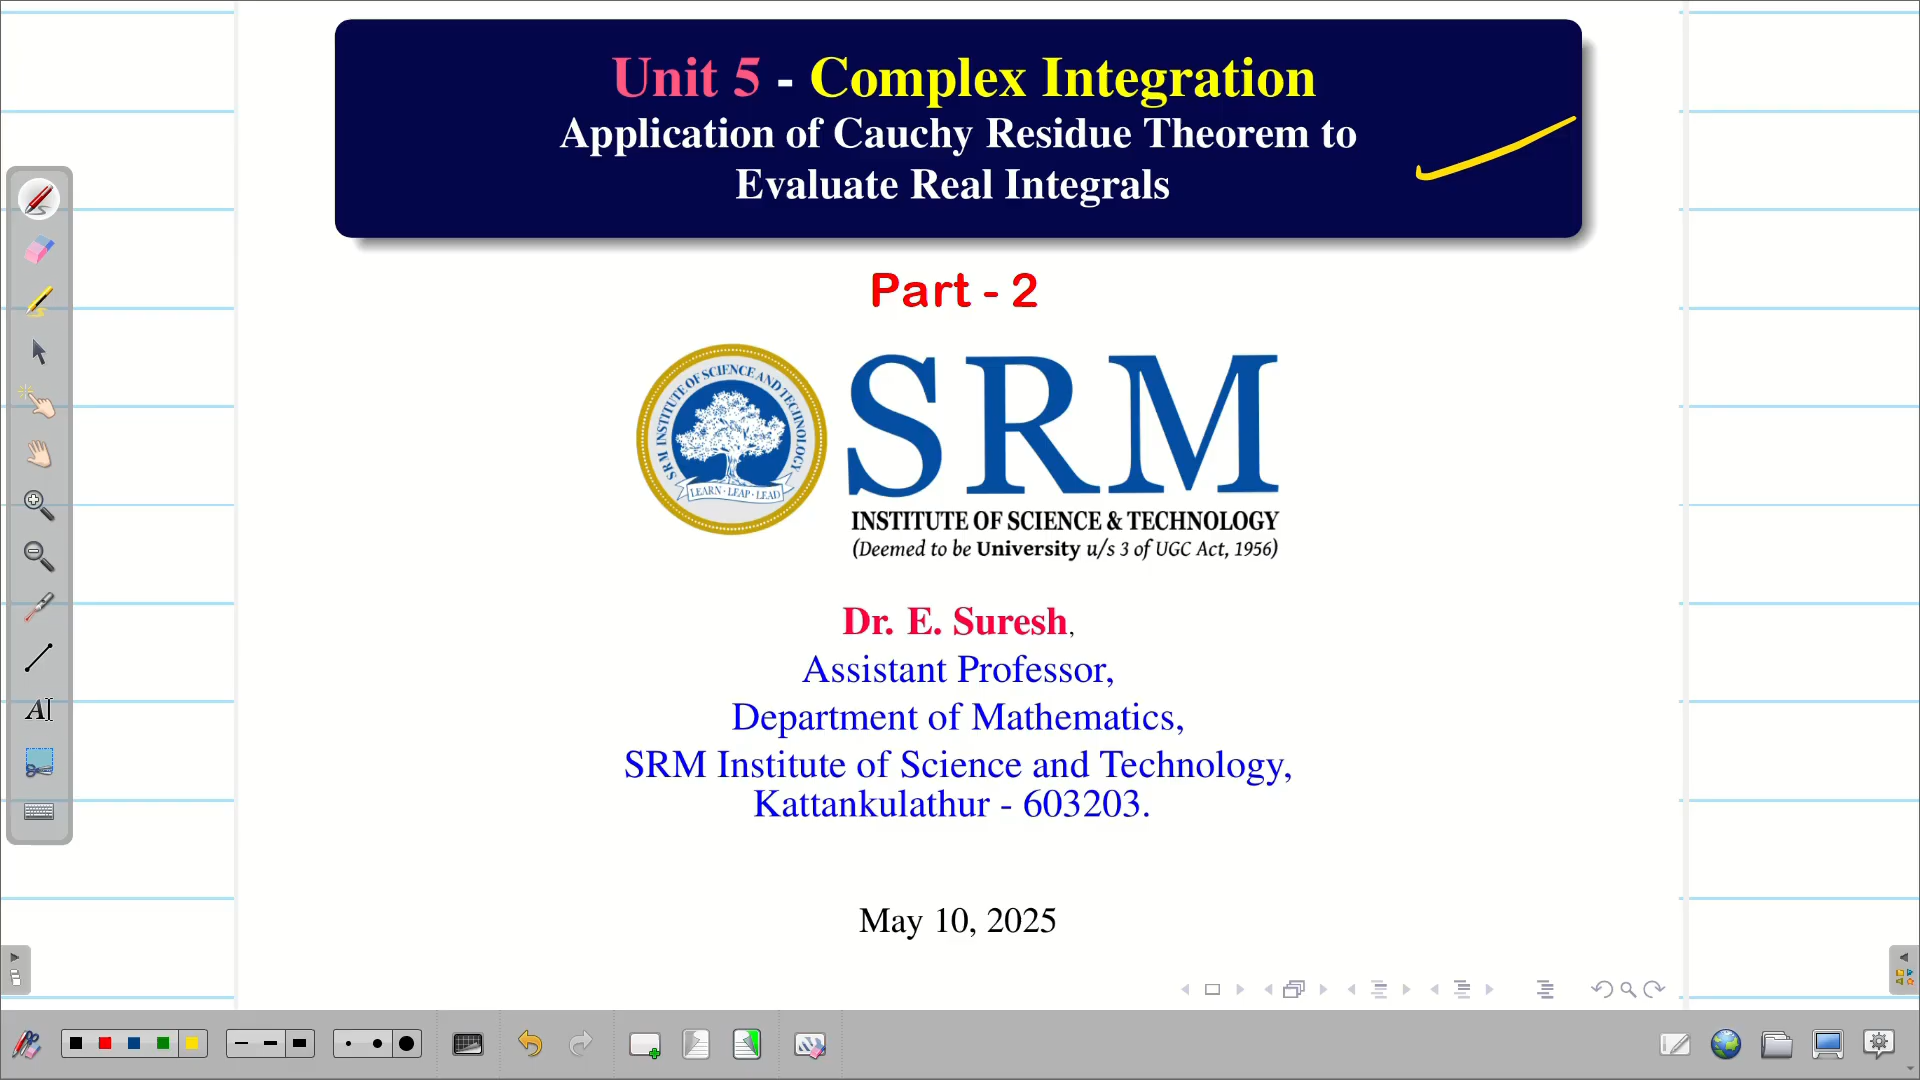 Unit 5 - Complex Integration
Application of Cauchy Residue Theorem to
Evaluate Real Integrals
Part - 2
SRM INSTITUTE OF SCIENCE AND TECHNOLOGY
LEARN · LEAP · LEAD
SRM
INSTITUTE OF SCIENCE & TECHNOLOGY
(Deemed to be University u/s 3 of UGC Act, 1956)
Dr. E. Suresh,
Assistant Professor,
Department of Mathematics,
SRM Institute of Science and Technology,
Kattankulathur - 603203.
May 10, 2025